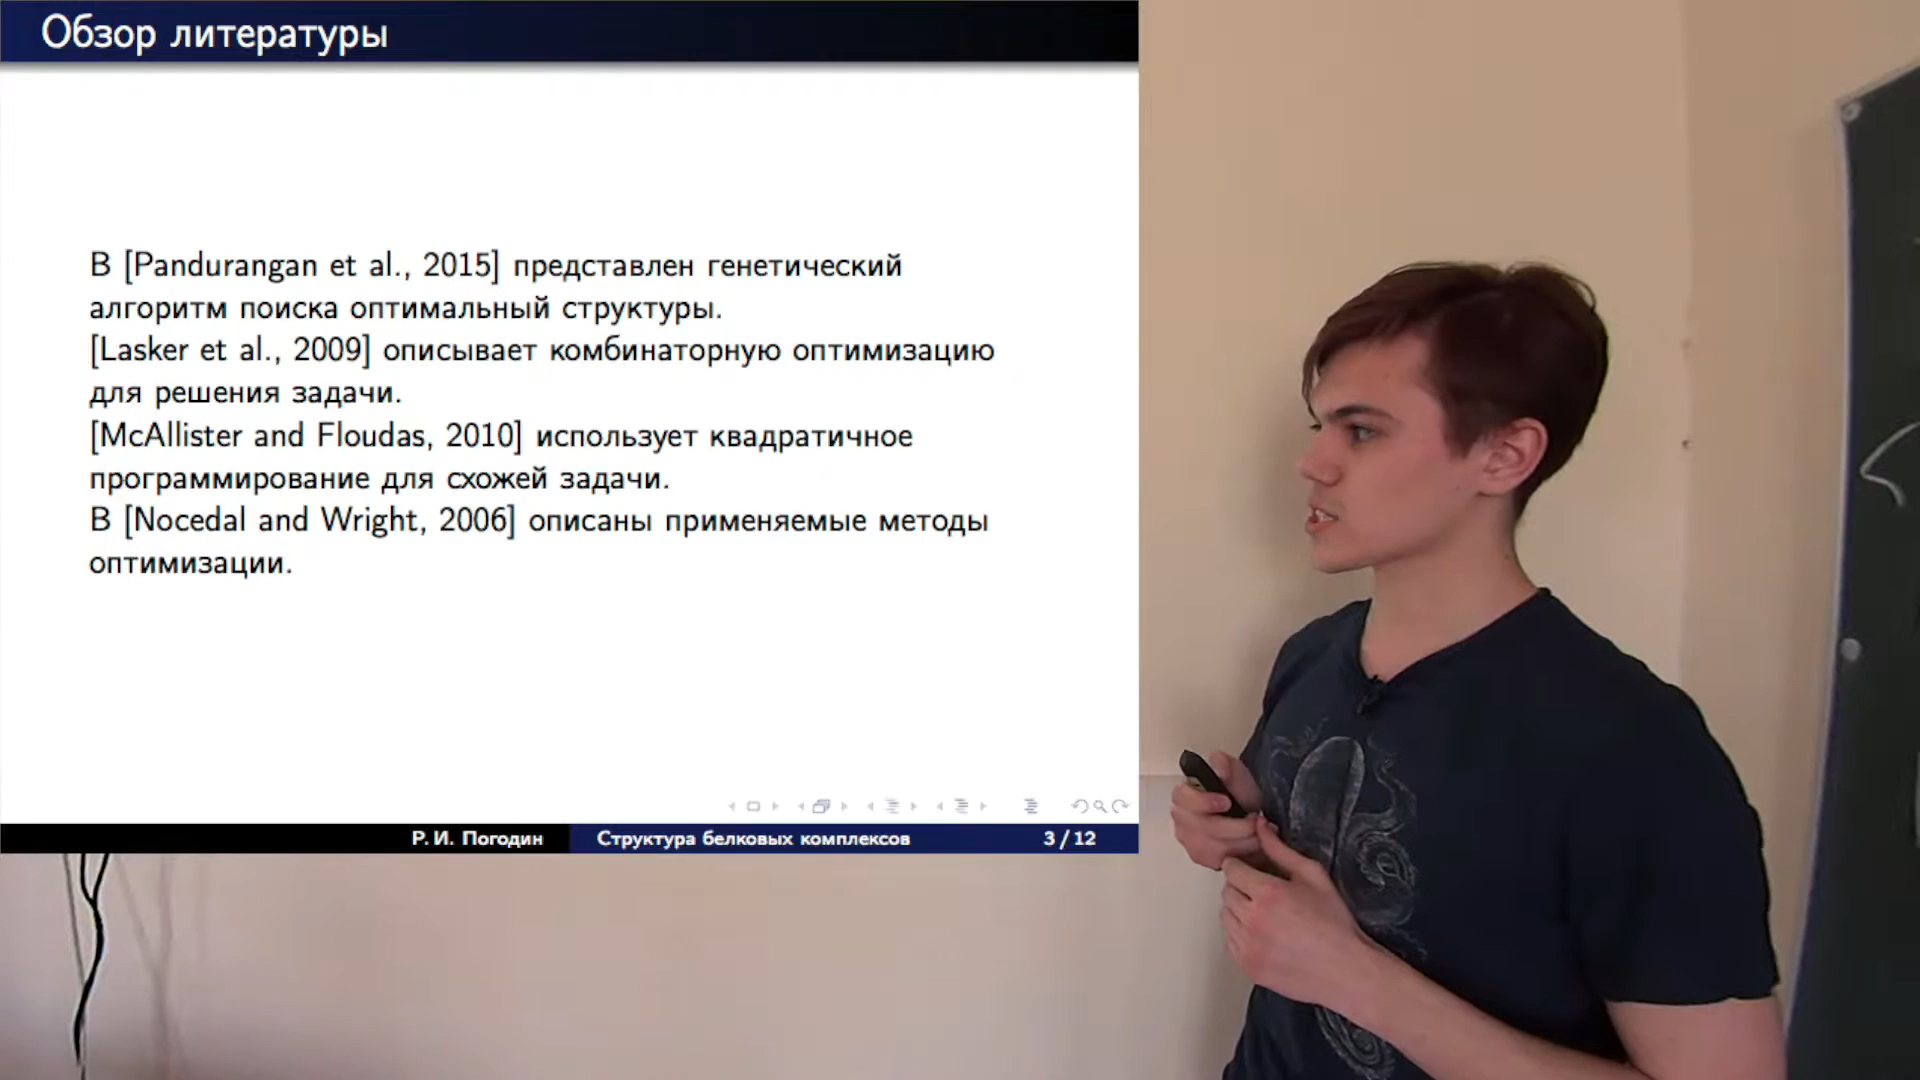 Обзор литературы
В [Pandurangan et al., 2015] представлен генетический
алгоритм поиска оптимальный структуры.
[Lasker et al., 2009] описывает комбинаторную оптимизацию
для решения задачи.
[McAllister and Floudas, 2010] использует квадратичное
программирование для схожей задачи.
В [Nocedal and Wright, 2006] описаны применяемые методы
оптимизации.
Р. И. Погодин Структура белковых комплексов 3 / 12